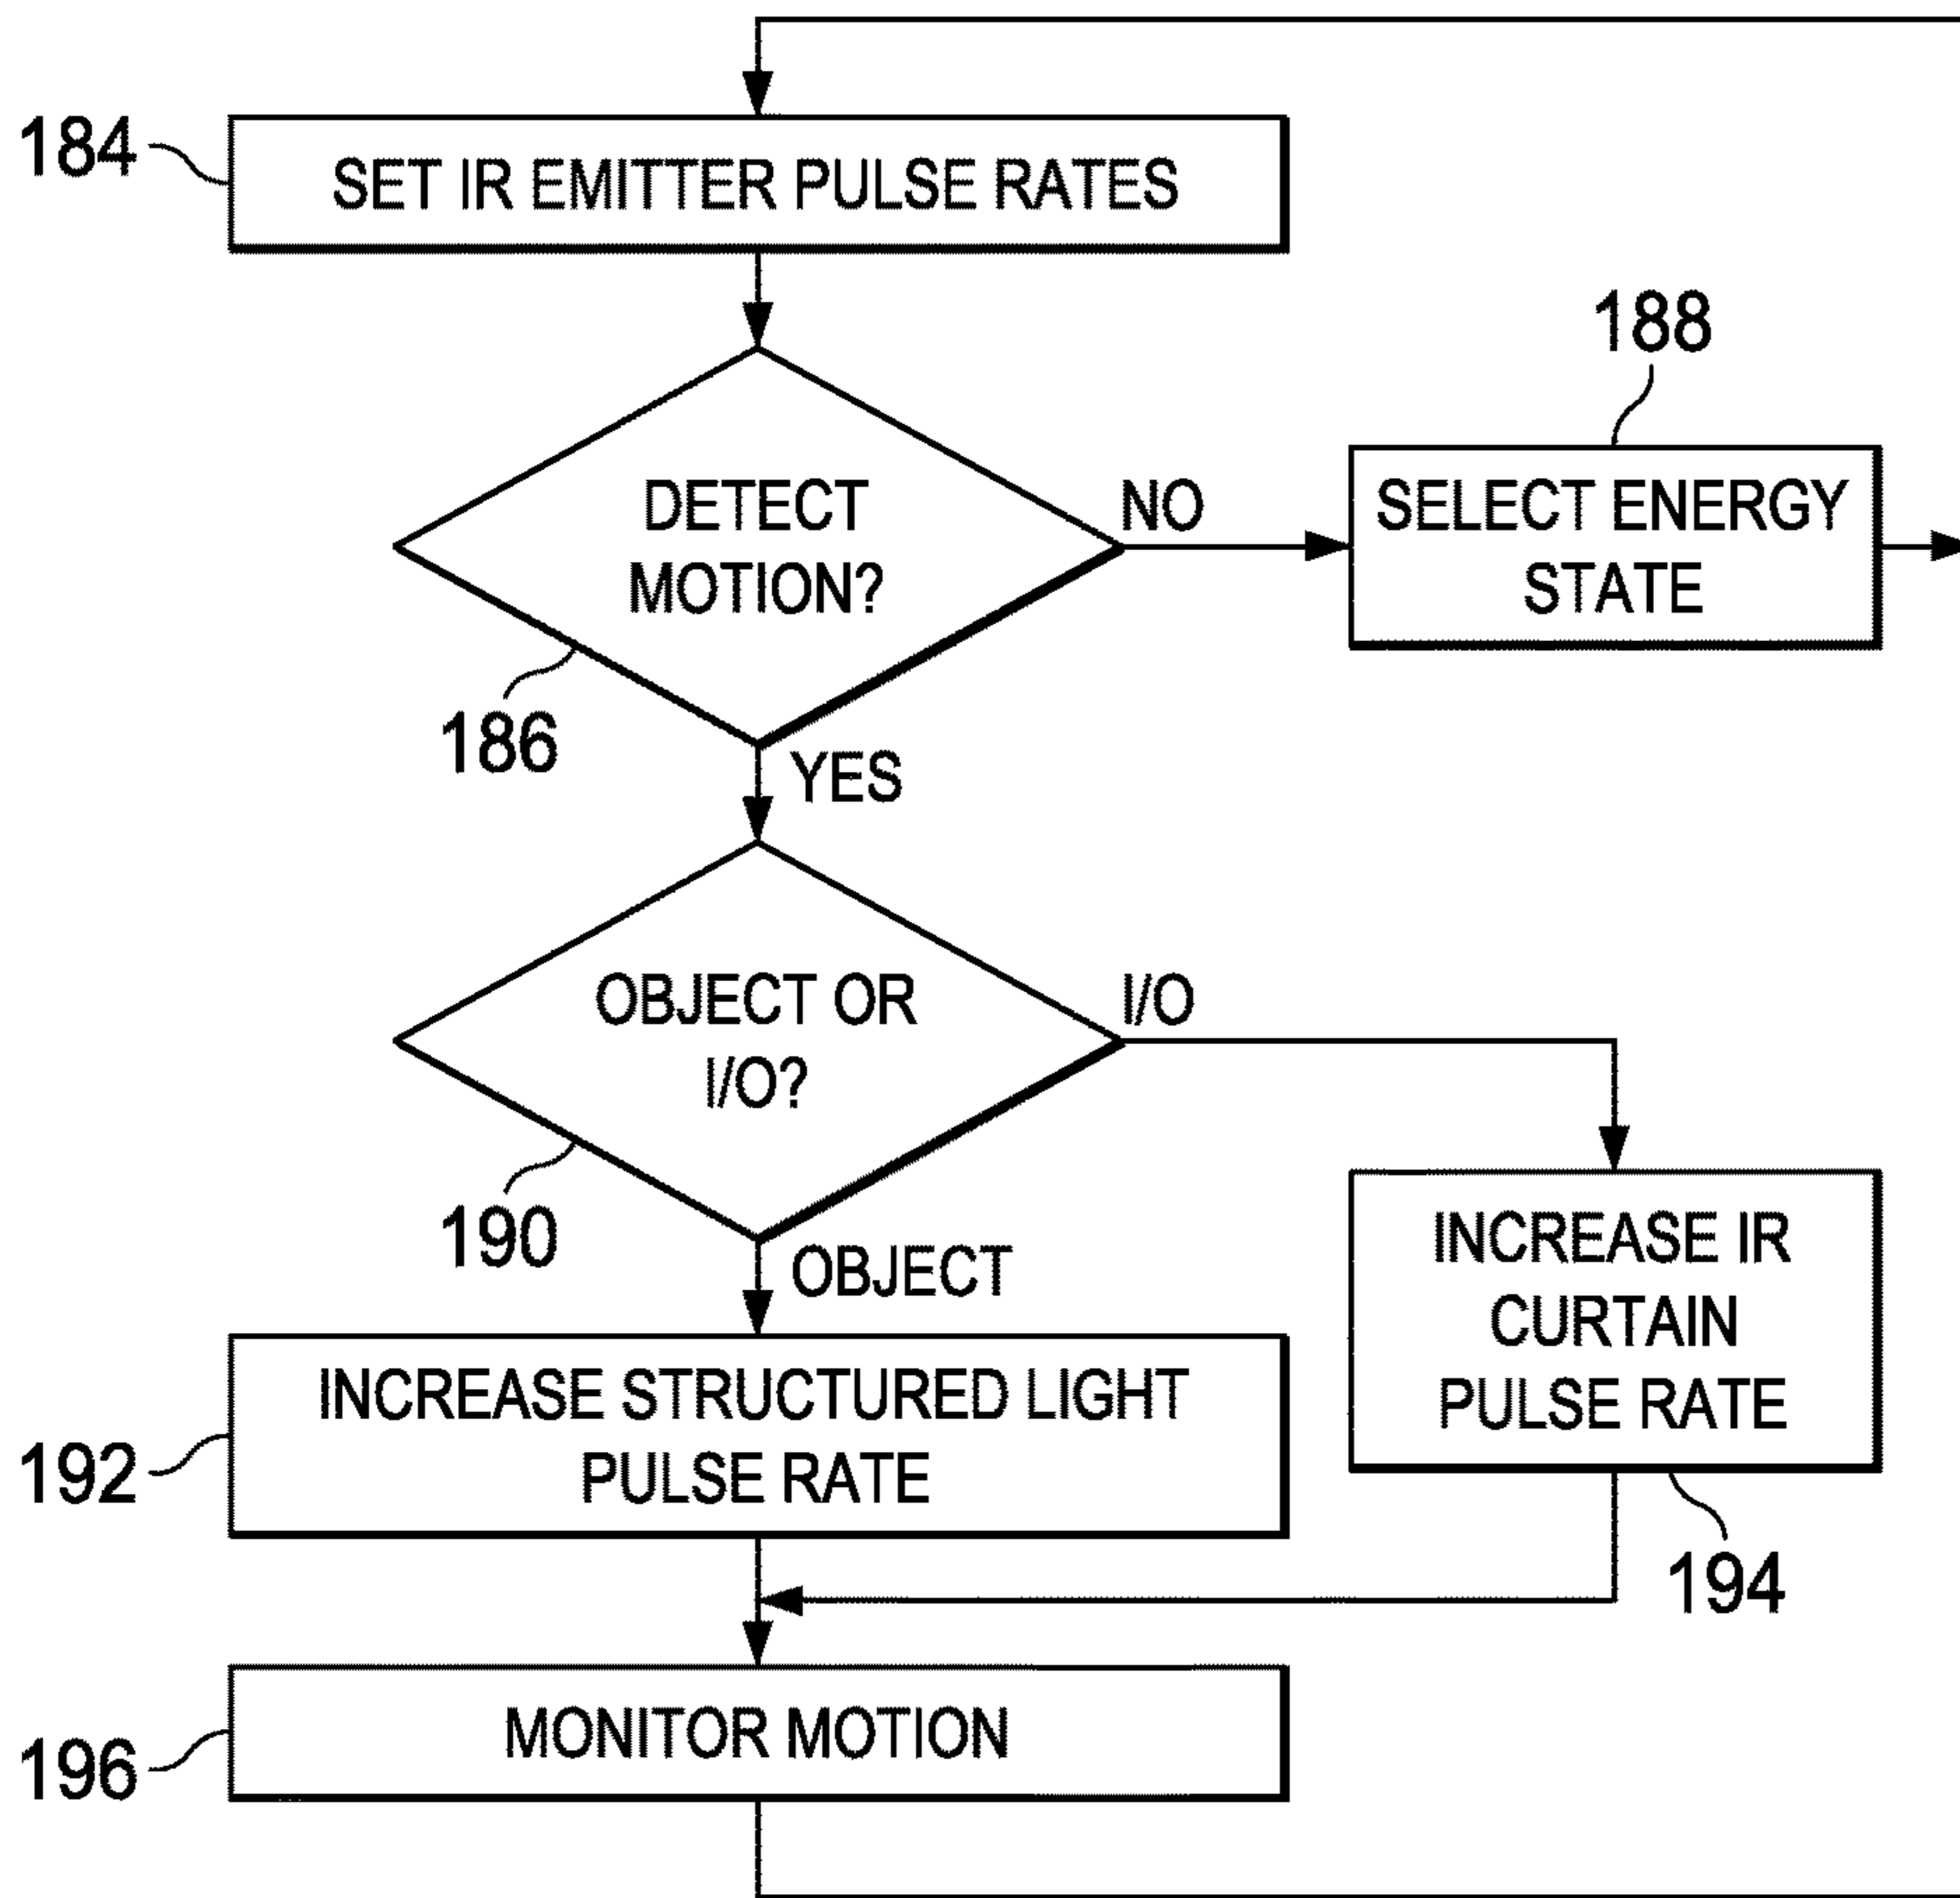 184
SET IR EMITTER PULSE RATES
188
DETECT
MOTION?
NO
SELECT ENERGY
STATE
186
YES
OBJECT OR
I/O?
I/O
190
OBJECT
INCREASE IR
CURTAIN
PULSE RATE
INCREASE STRUCTURED LIGHT
PULSE RATE
192
194
MONITOR MOTION
196